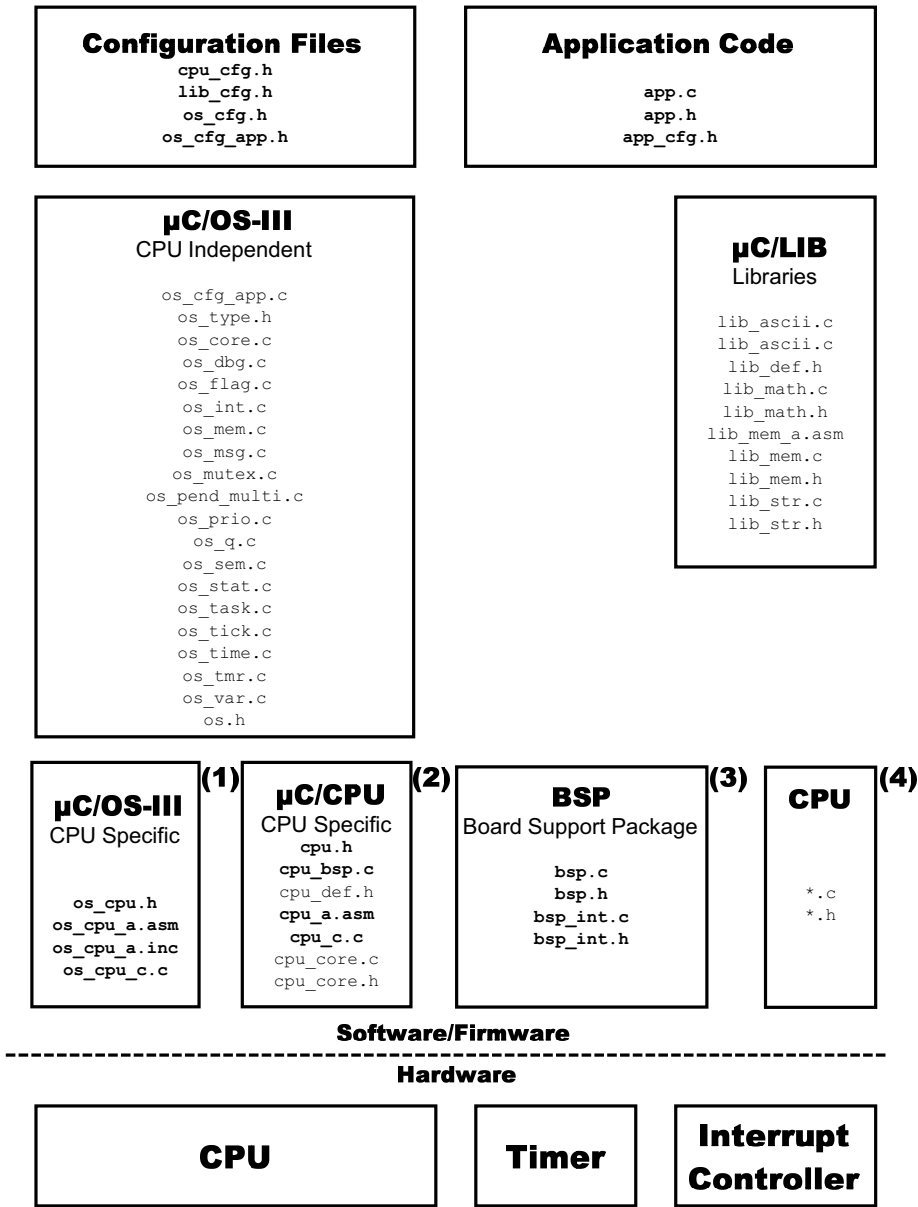 Configuration Files
cpu_cfg.h
lib_cfg.h
os_cfg.h
os_cfg_app.h
Application Code
app.c
app.h
app_cfg.h
µC/OS-III
CPU Independent
os_cfg_app.c
os_type.h
os_core.c
os_dbg.c
os_flag.c
os_int.c
os_mem.c
os_msg.c
os_mutex.c
os_pend_multi.c
os_prio.c
os_q.c
os_sem.c
os_stat.c
os_task.c
os_tick.c
os_time.c
os_tmr.c
os_var.c
os.h
µC/LIB
Libraries
lib_ascii.c
lib_ascii.c
lib_def.h
lib_math.c
lib_math.h
lib_mem_a.asm
lib_mem.c
lib_mem.h
lib_str.c
lib_str.h
(1)
µC/OS-III
CPU Specific
os_cpu.h
os_cpu_a.asm
os_cpu_a.inc
os_cpu_c.c
(2)
µC/CPU
CPU Specific
cpu.h
cpu_bsp.c
cpu_def.h
cpu_a.asm
cpu_c.c
cpu_core.c
cpu_core.h
(3)
BSP
Board Support Package
bsp.c
bsp.h
bsp_int.c
bsp_int.h
(4)
CPU
*.c
*.h
Software/Firmware
Hardware
CPU
Timer
Interrupt
Controller